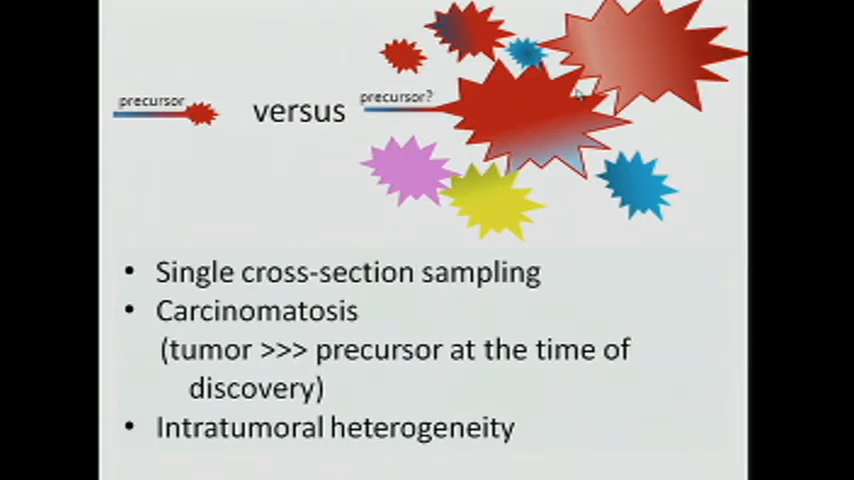 precursor
versus
precursor?
• Single cross-section sampling
• Carcinomatosis
(tumor >>> precursor at the time of
discovery)
• Intratumoral heterogeneity